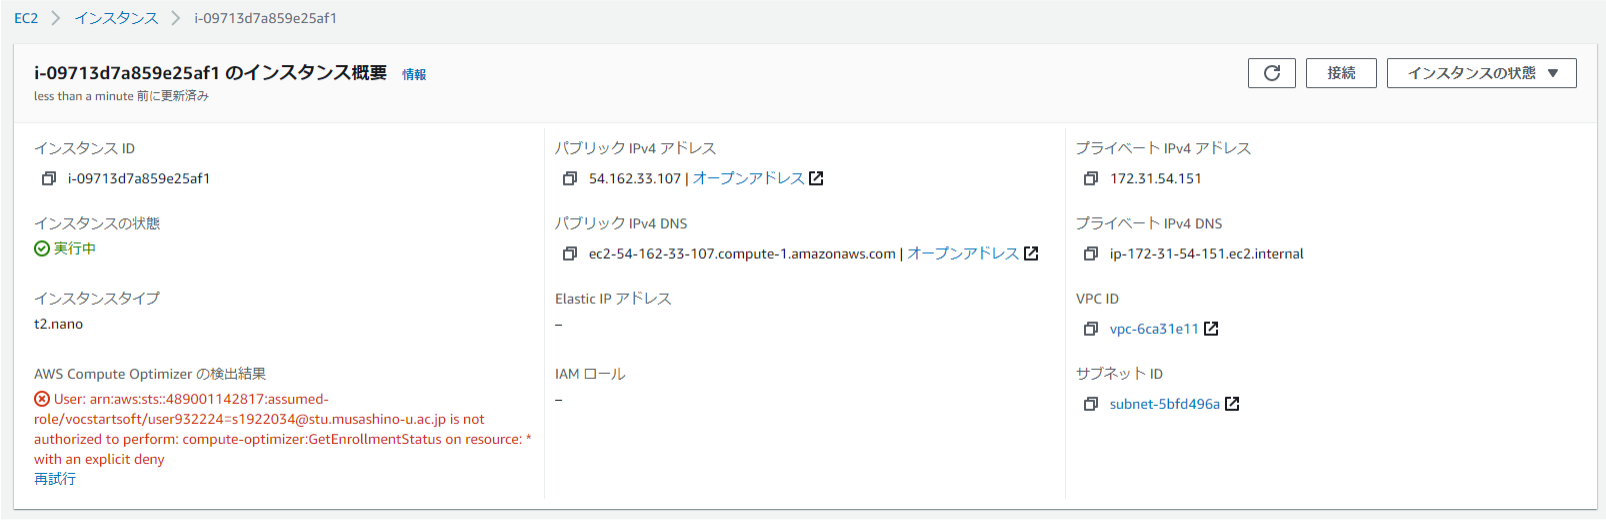 EC2 > インスタンス > i-09713d7a859e25af1
i-09713d7a859e25af1 のインスタンス概要 情報
less than a minute 前に更新済み
接続
インスタンスの状態 ▼
インスタンス ID
i-09713d7a859e25af1
インスタンスの状態
実行中
インスタンスタイプ
t2.nano
AWS Compute Optimizer の検出結果
User: arn:aws:sts::489001142817:assumed-
role/vocstartsoft/user932224=s1922034@stu.musashino-u.ac.jp is not
authorized to perform: compute-optimizer:GetEnrollmentStatus on resource: *
with an explicit deny
再試行
パブリック IPv4 アドレス
54.162.33.107 | オープンアドレス
パブリック IPv4 DNS
ec2-54-162-33-107.compute-1.amazonaws.com | オープンアドレス
Elastic IP アドレス
–
IAM ロール
–
プライベート IPv4 アドレス
172.31.54.151
プライベート IPv4 DNS
ip-172-31-54-151.ec2.internal
VPC ID
vpc-6ca31e11
サブネット ID
subnet-5bfd496a